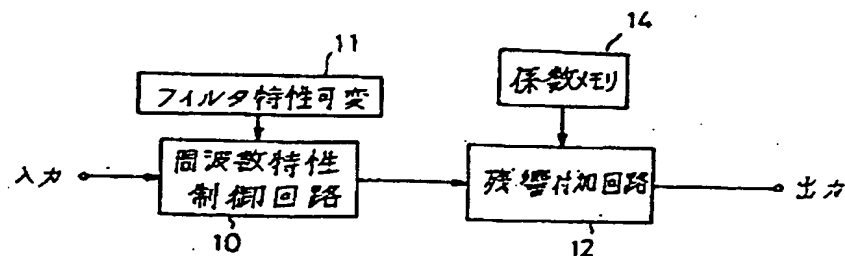 11
フィルタ特性可変
14
係数メモリ
入力
周波数特性
制御回路
10
残響付加回路
12
出力